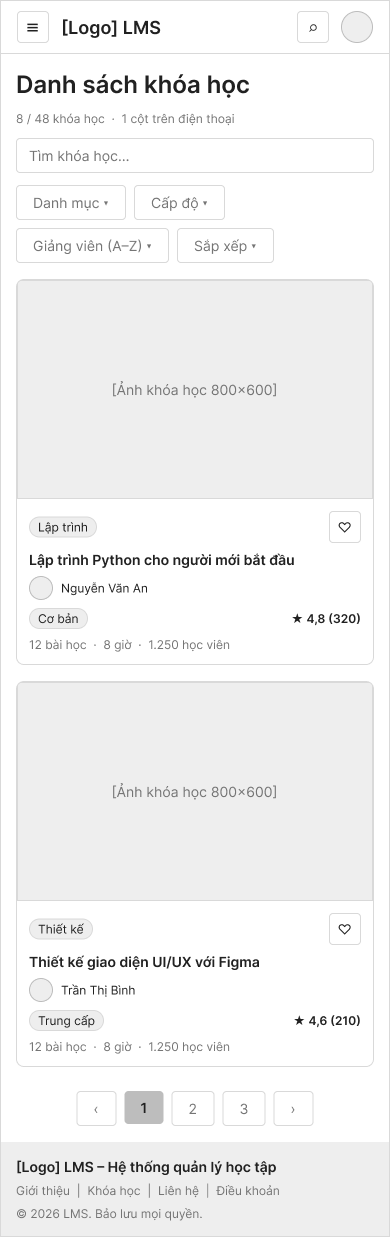 ≡ [Logo] LMS ⌕
Danh sách khóa học
8 / 48 khóa học · 1 cột trên điện thoại
Tìm khóa học...
Danh mục ▾ Cấp độ ▾
Giảng viên (A–Z) ▾ Sắp xếp ▾
[Ảnh khóa học 800×600]
Lập trình ♡
Lập trình Python cho người mới bắt đầu
Nguyễn Văn An
Cơ bản ★ 4,8 (320)
12 bài học · 8 giờ · 1.250 học viên
[Ảnh khóa học 800×600]
Thiết kế ♡
Thiết kế giao diện UI/UX với Figma
Trần Thị Bình
Trung cấp ★ 4,6 (210)
12 bài học · 8 giờ · 1.250 học viên
‹ 1 2 3 ›
[Logo] LMS – Hệ thống quản lý học tập
Giới thiệu | Khóa học | Liên hệ | Điều khoản
© 2026 LMS. Bảo lưu mọi quyền.